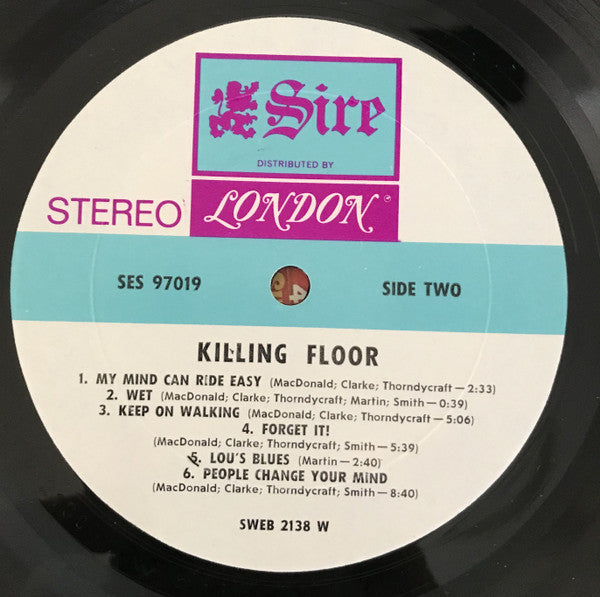 Sire
DISTRIBUTED BY
STEREO
LONDON®
SES 97019
SIDE TWO
KILLING FLOOR
1. MY MIND CAN RIDE EASY (MacDonald; Clarke; Thorndycraft—2:33)
2. WET (MacDonald; Clarke; Thorndycraft; Martin; Smith—0:39)
3. KEEP ON WALKING (MacDonald; Clarke; Thorndycraft—5:06)
4. FORGET IT!
(MacDonald; Clarke; Thorndycraft, Smith—5:39)
5. LOU'S BLUES (Martin—2:40)
6. PEOPLE CHANGE YOUR MIND
(MacDonald; Clarke; Thorndycraft, Smith—8:40)
SWEB 2138 W